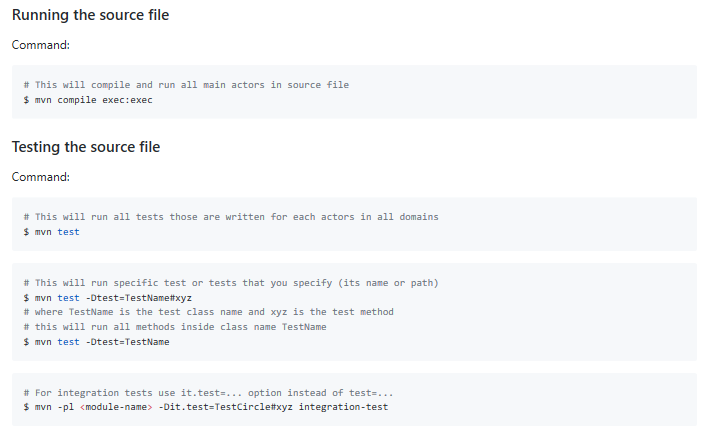 Running the source file
Command:
# This will compile and run all main actors in source file
$ mvn compile exec:exec
Testing the source file
Command:
# This will run all tests those are written for each actors in all domains
$ mvn test
# This will run specific test or tests that you specify (its name or path)
$ mvn test -Dtest=TestName#xyz
# where TestName is the test class name and xyz is the test method
# this will run all methods inside class name TestName
$ mvn test -Dtest=TestName
# For integration tests use it.test=... option instead of test=...
$ mvn -pl <module-name> -Dit.test=TestCircle#xyz integration-test